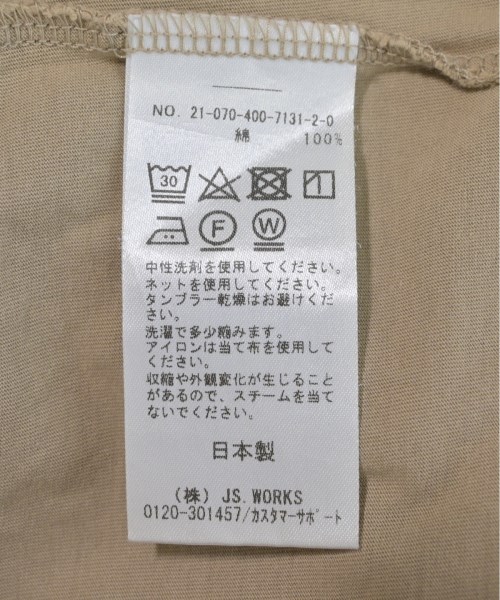 NO. 21-070-400-7131-2-0
綿 100%
30
F
W
中性洗剤を使用してください。
ネットを使用してください。
タンブラー乾燥はお避けくだ
さい。
洗濯で多少縮みます。
アイロンは当て布を使用して
ください。
収縮や外観変化が生じること
があるので、スチームを当て
ないでください。
日本製
(株) JS.WORKS
0120-301457/カスタマーサポート